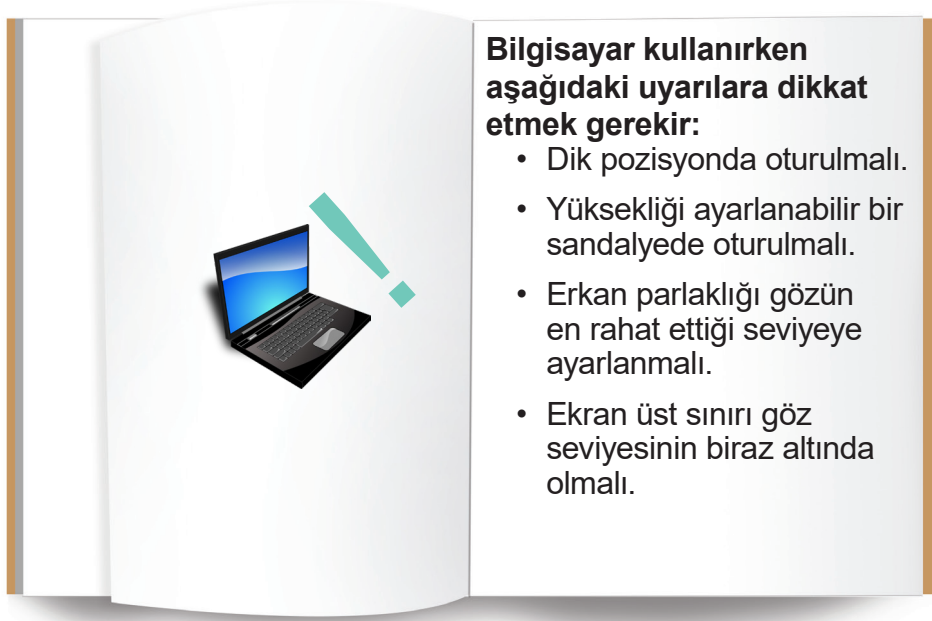 Bilgisayar kullanırken
aşağıdaki uyarılara dikkat
etmek gerekir:
• Dik pozisyonda oturulmalı.
• Yüksekliği ayarlanabilir bir
sandalyede oturulmalı.
• Erkan parlaklığı gözün
en rahat ettiği seviyeye
ayarlanmalı.
• Ekran üst sınırı göz
seviyesinin biraz altında
olmalı.